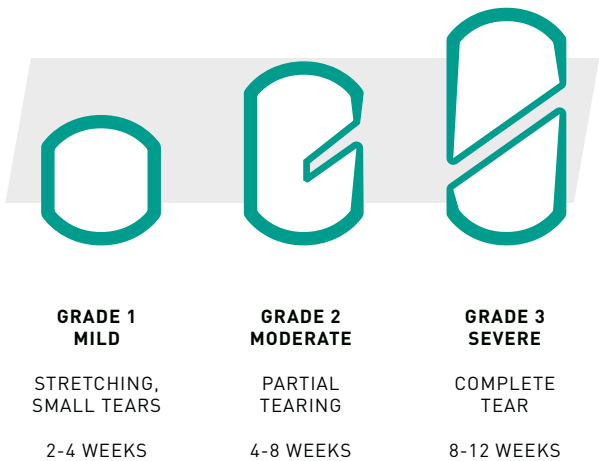 GRADE 1
MILD
STRETCHING,
SMALL TEARS
2-4 WEEKS
GRADE 2
MODERATE
PARTIAL
TEARING
4-8 WEEKS
GRADE 3
SEVERE
COMPLETE
TEAR
8-12 WEEKS